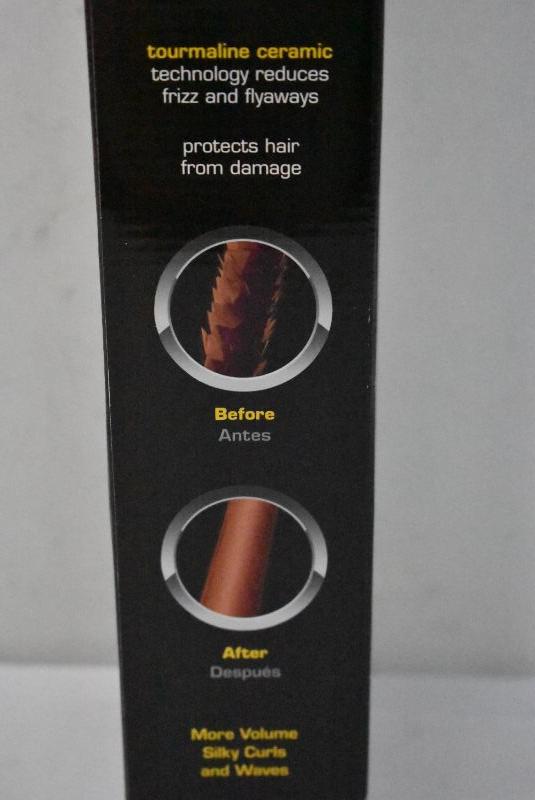 tourmaline ceramic
technology reduces
frizz and flyaways
protects hair
from damage
Before
Antes
After
Después
More Volume
Silky Curls
and Waves